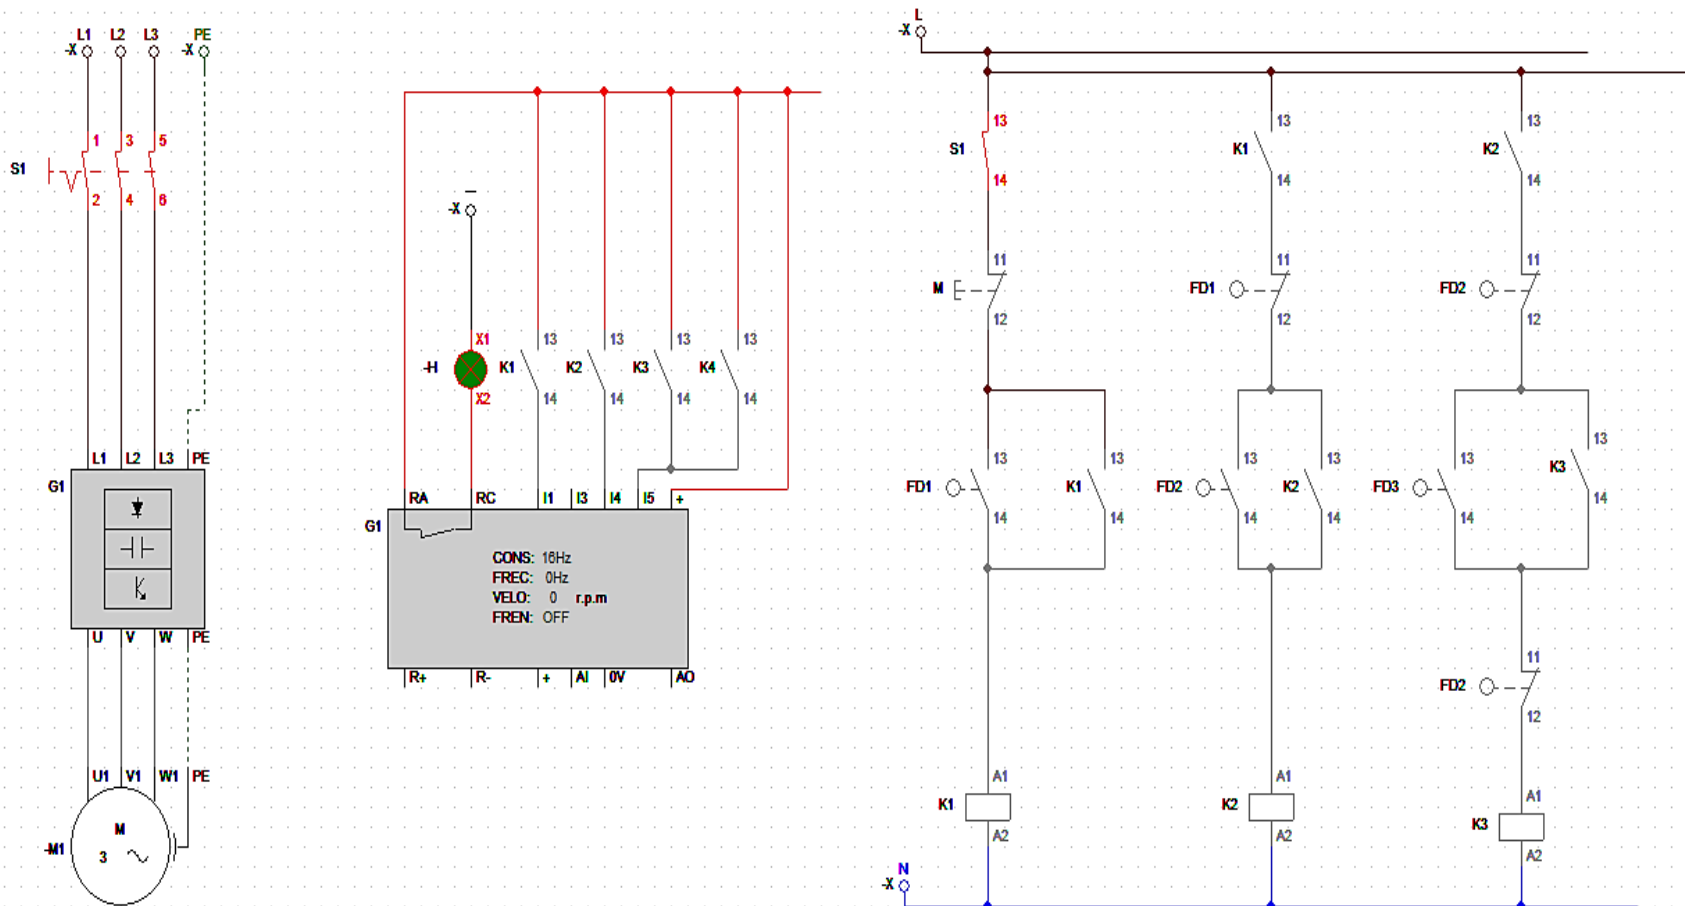 L1 L2 L3 PE
-X -X
1 3 5
S1
2 4 6
L1 L2 L3 PE
G1
U V W PE
U1 V1 W1 PE
M
3
-M1
-X
X1 13 13 13 13
-H K1 K2 K3 K4
X2 14 14 14 14
RA RC I1 I3 I4 I5 +
G1
CONS: 16Hz
FREC: 0Hz
VELO: 0 r.p.m
FREN: OFF
R+ R- + AI 0V AO
L
-X
13 13 13
S1 K1 K2
14 14 14
11 11 11
M FD1 FD2
12 12 12
13
13 13 13 13 13 K3
FD1 K1 FD2 K2 FD3
14
14 14 14 14 14
11
FD2
12
A1 A1 A1
K1 K2 K3
A2 A2 A2
N
-X